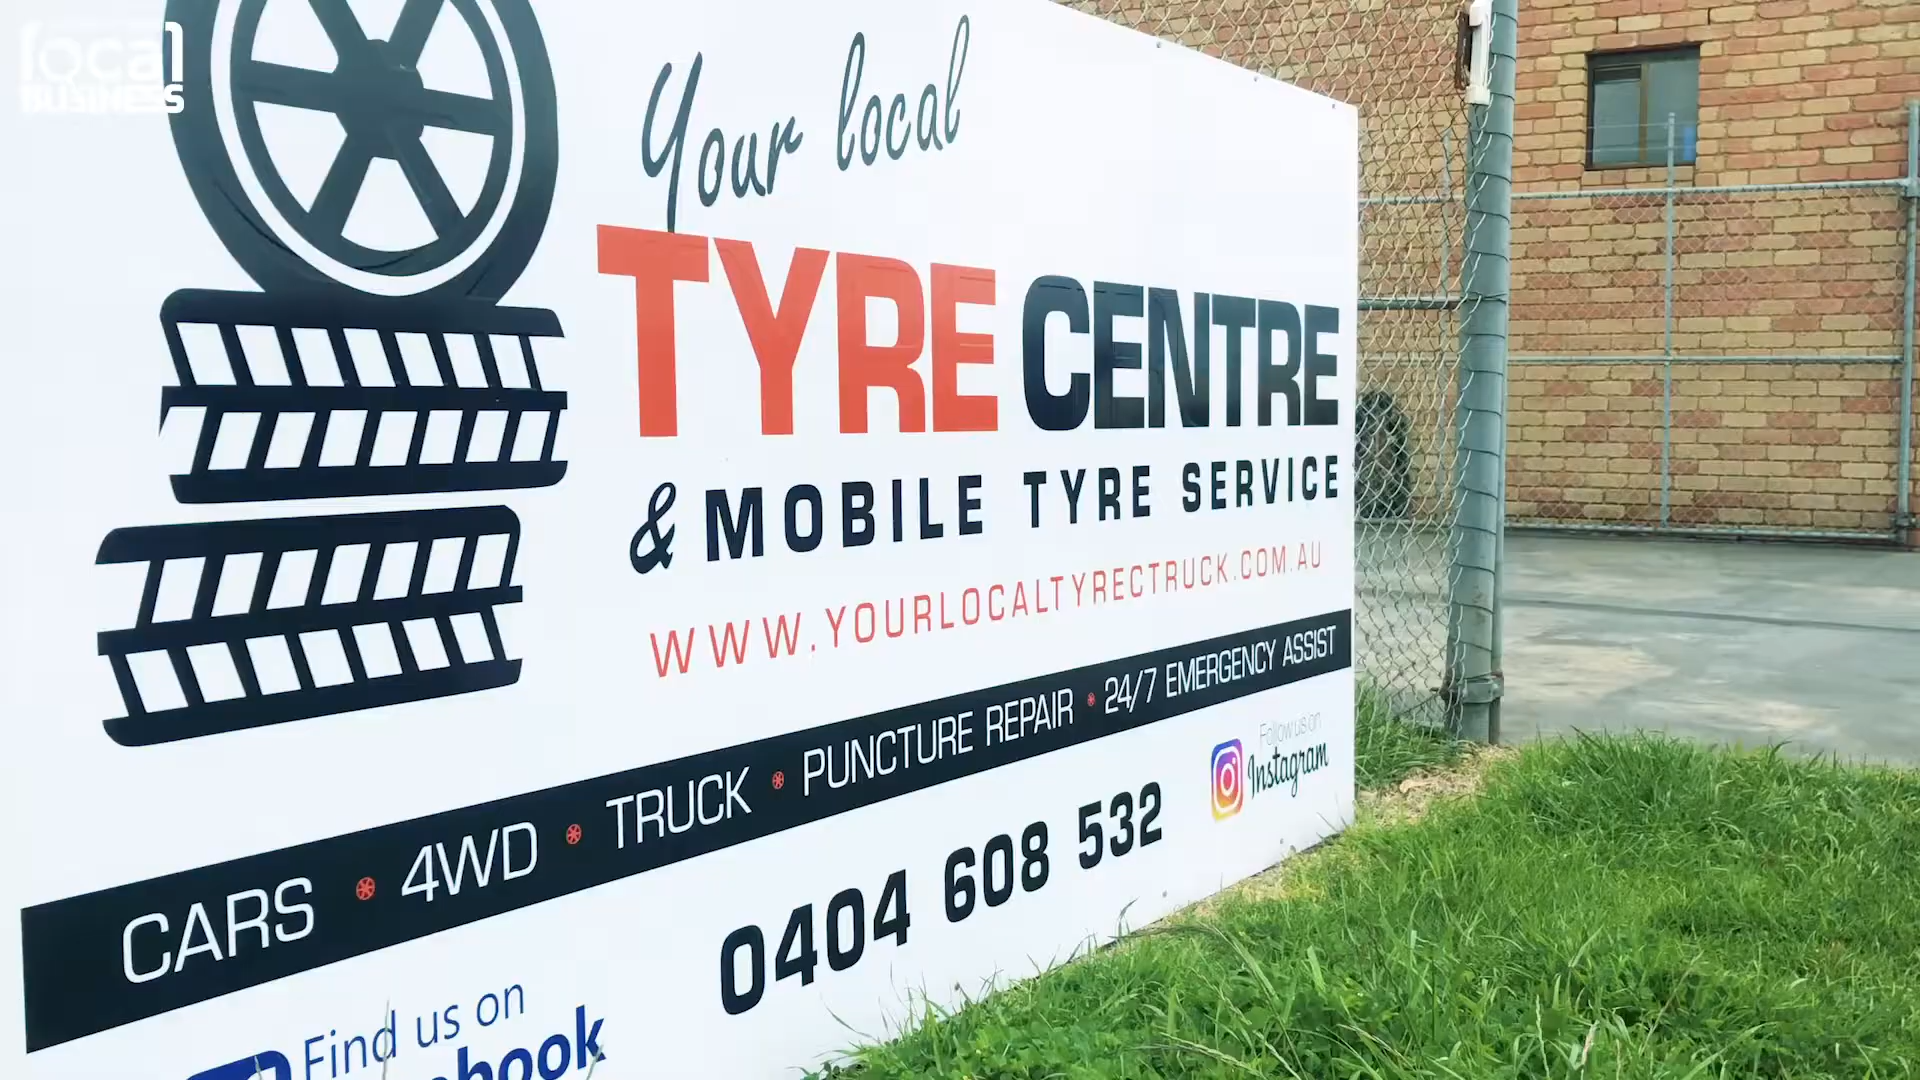 local
BUSINESS
Your local
TYRE CENTRE
& MOBILE TYRE SERVICE
WWW.YOURLOCALTYRECTRUCK.COM.AU
CARS • 4WD • TRUCK • PUNCTURE REPAIR • 24/7 EMERGENCY ASSIST
Follow us on
Instagram
0404 608 532
Find us on
book